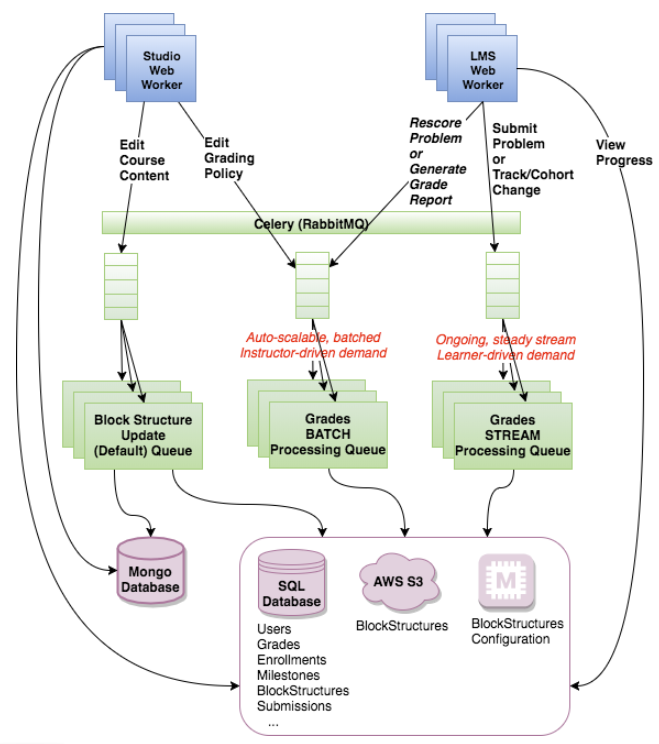 Studio
Web
Worker
LMS
Web
Worker
Edit
Course
Content
Edit
Grading
Policy
Rescore
Problem
or
Generate
Grade
Report
Submit
Problem
or
Track/Cohort
Change
View
Progress
Celery (RabbitMQ)
Auto-scalable, batched
Instructor-driven demand
Ongoing, steady stream
Learner-driven demand
Block Structure
Update
(Default) Queue
Grades
BATCH
Processing Queue
Grades
STREAM
Processing Queue
Mongo
Database
SQL
Database
Users
Grades
Enrollments
Milestones
BlockStructures
Submissions
...
AWS S3
BlockStructures
M
BlockStructures
Configuration